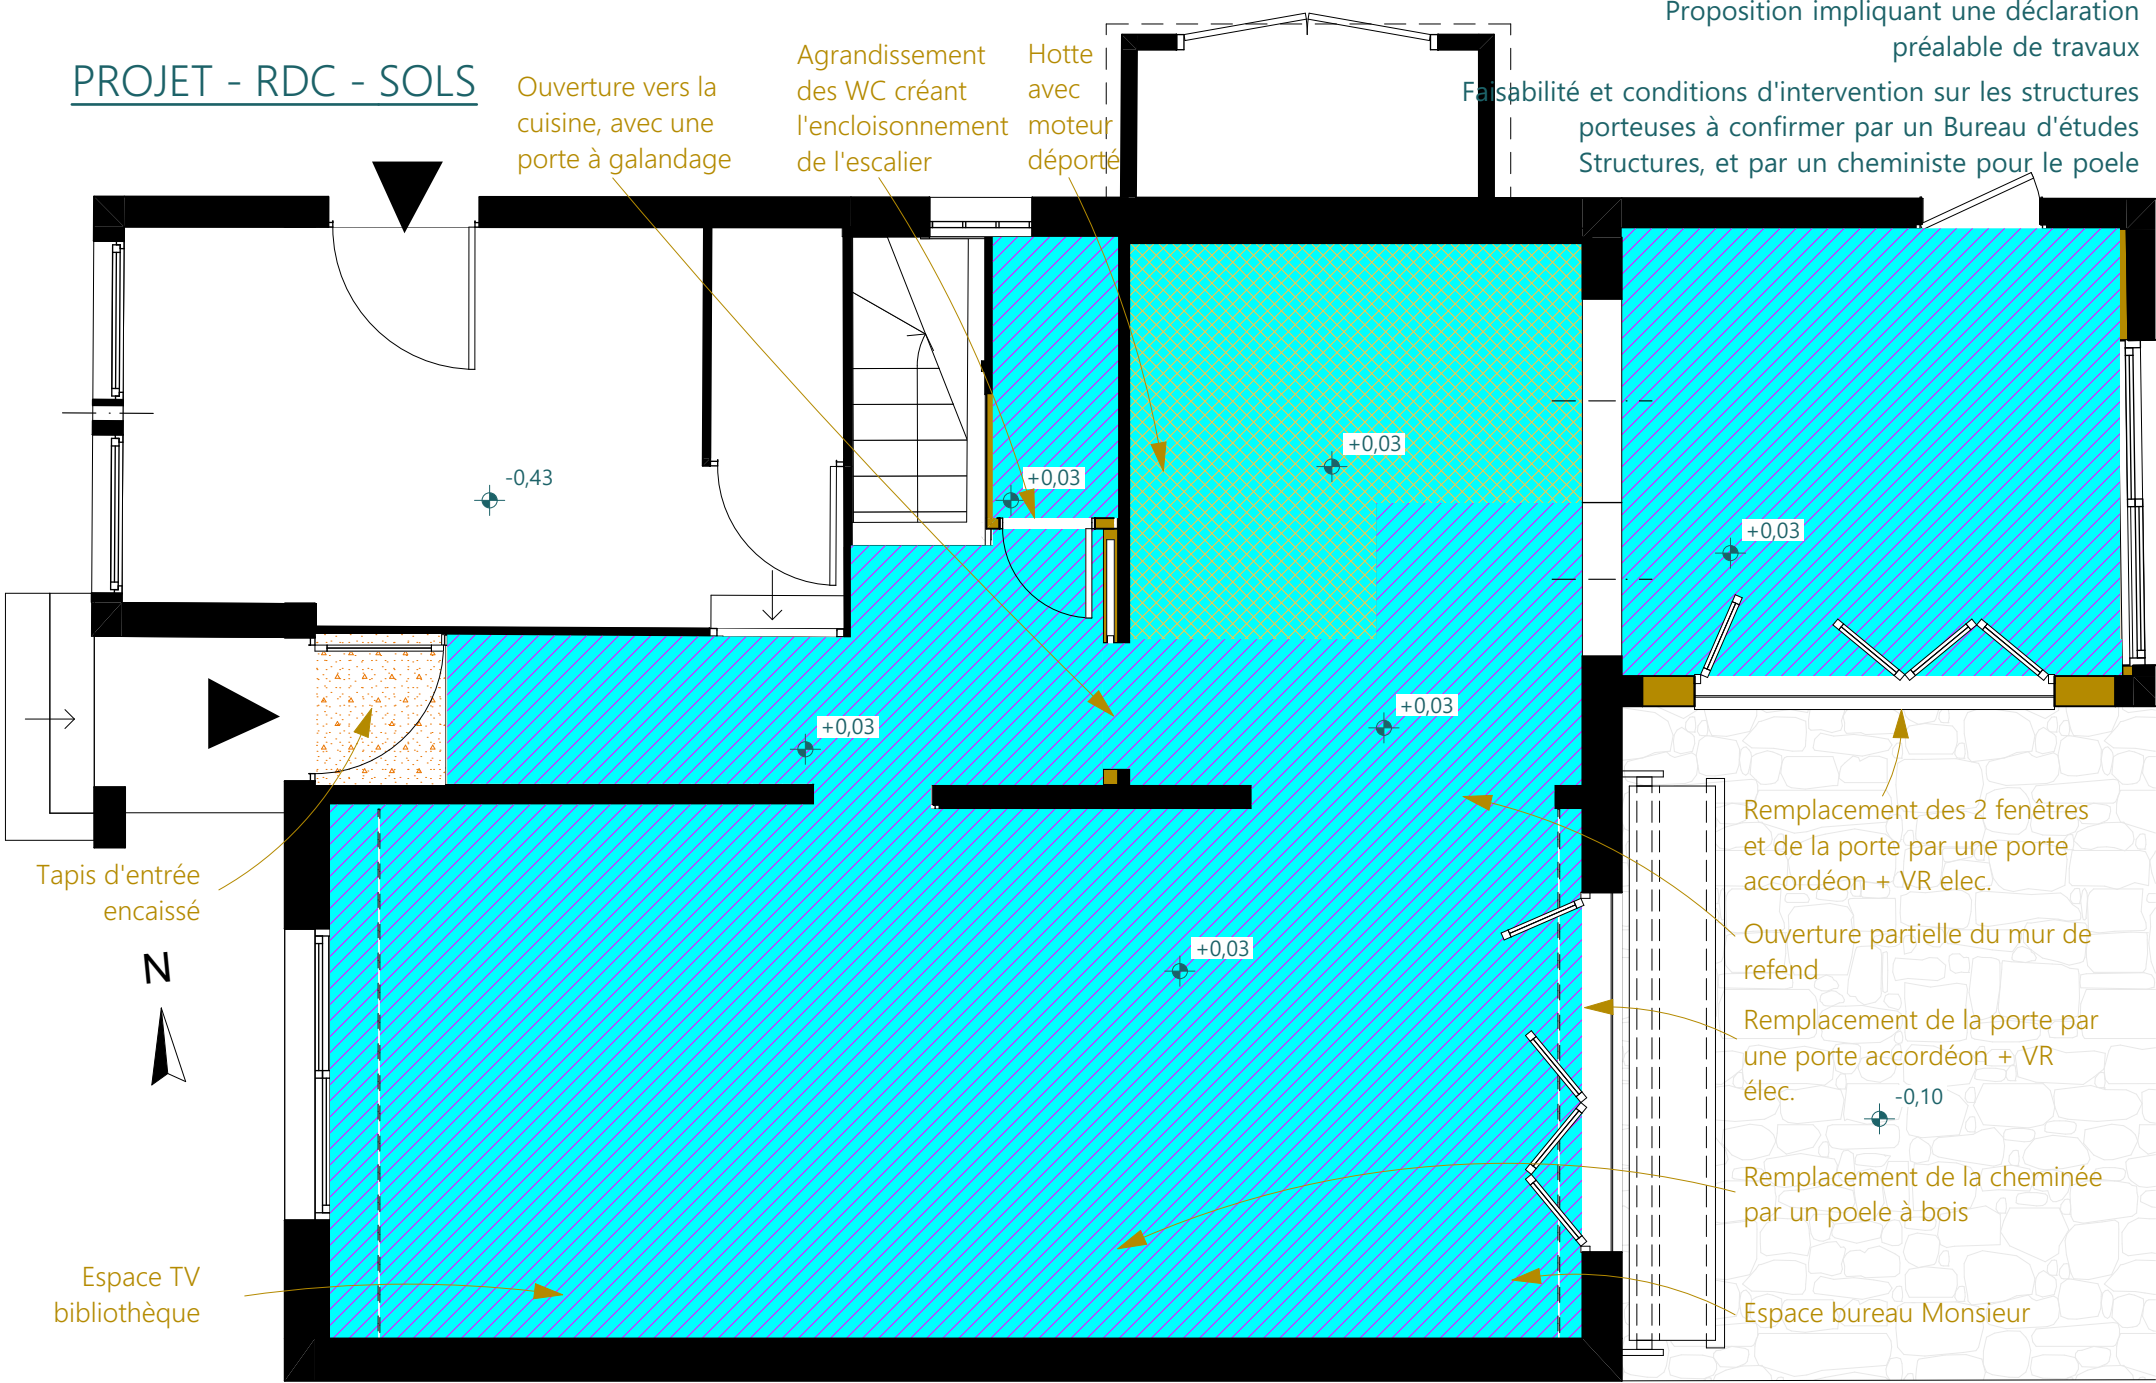 Proposition impliquant une déclaration
préalable de travaux
Faisabilité et conditions d'intervention sur les structures
porteuses à confirmer par un Bureau d'études
Structures, et par un cheministe pour le poele
PROJET - RDC - SOLS
Ouverture vers la
cuisine, avec une
porte à galandage
Agrandissement
des WC créant
l'encloisonnement
de l'escalier
Hotte
avec
moteur
déporté
-0,43
+0,03
+0,03
+0,03
+0,03
+0,03
Tapis d'entrée
encaissé
N
+0,03
Remplacement des 2 fenêtres
et de la porte par une porte
accordéon + VR elec.
Ouverture partielle du mur de
refend
Remplacement de la porte par
une porte accordéon + VR
élec.
-0,10
Remplacement de la cheminée
par un poele à bois
Espace TV
bibliothèque
Espace bureau Monsieur